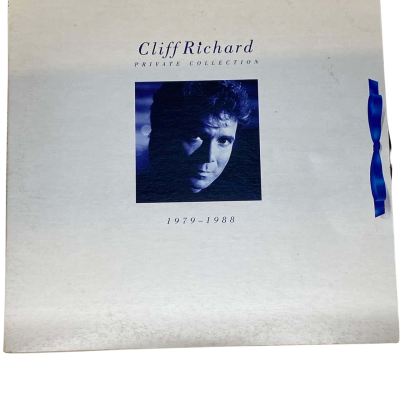 Cliff Richard
PRIVATE COLLECTION
1979–1988